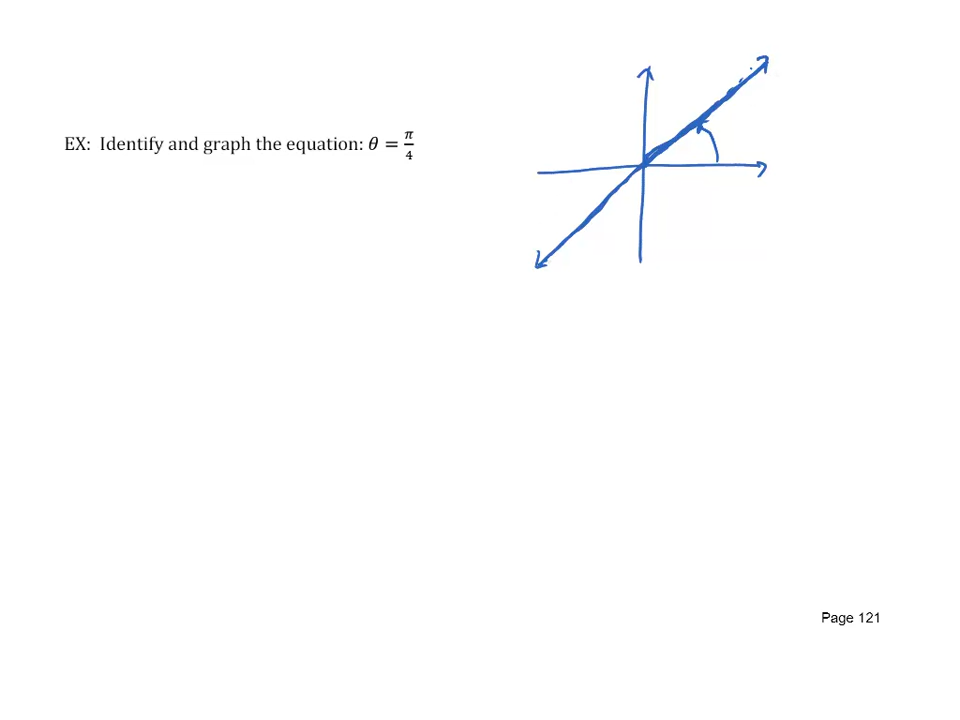 EX: Identify and graph the equation: θ = π/4
Page 121